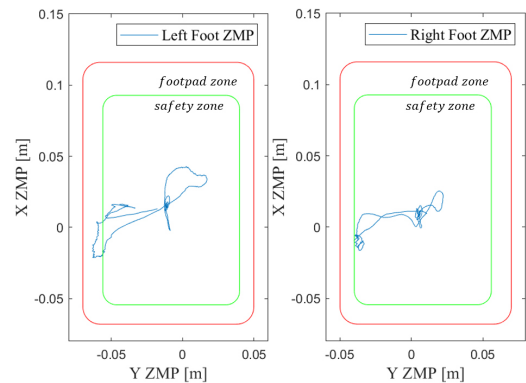 Left Foot ZMP
footpad zone
safety zone
0.15
0.1
0.05
0
-0.05
X ZMP [m]
-0.05
0
0.05
Y ZMP [m]
Right Foot ZMP
footpad zone
safety zone
0.15
0.1
0.05
0
-0.05
X ZMP [m]
-0.05
0
0.05
Y ZMP [m]